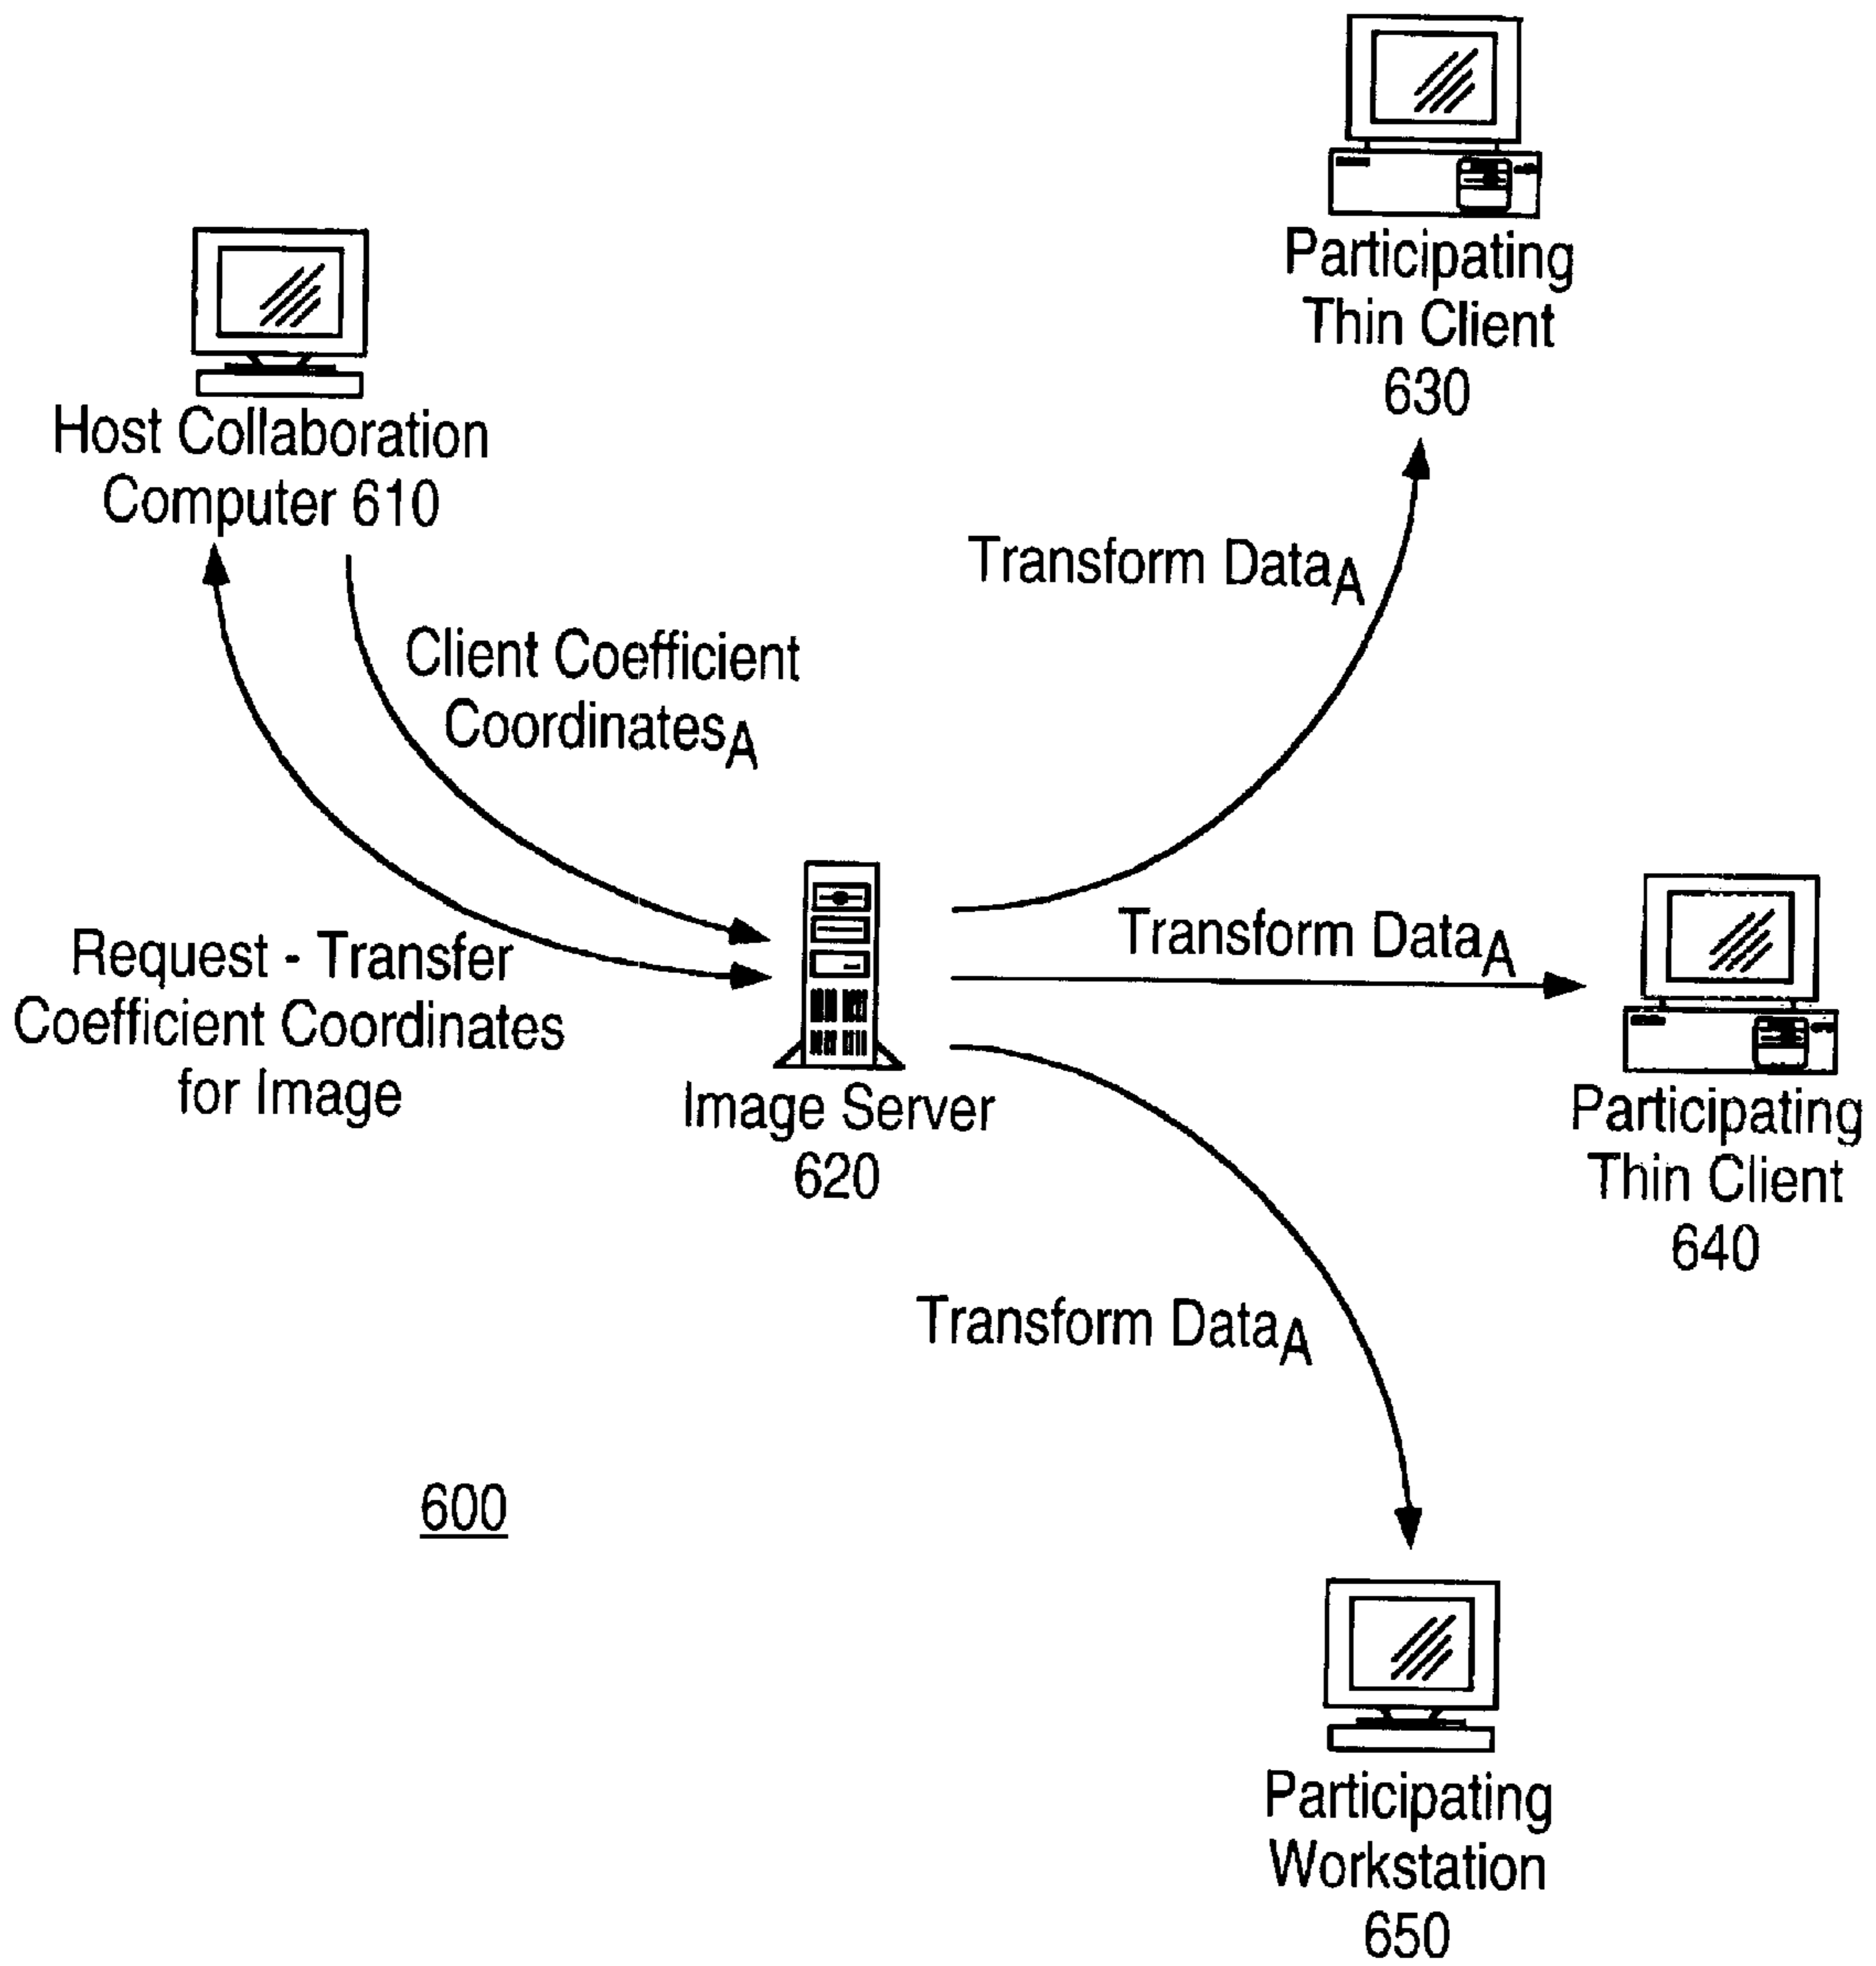 Participating
Thin Client
630
Host Collaboration
Computer 610
Transform DataA
Client Coefficient
CoordinatesA
Transform DataA
Request - Transfer
Coefficient Coordinates
for Image
Image Server
620
Participating
Thin Client
640
Transform DataA
600
Participating
Workstation
650